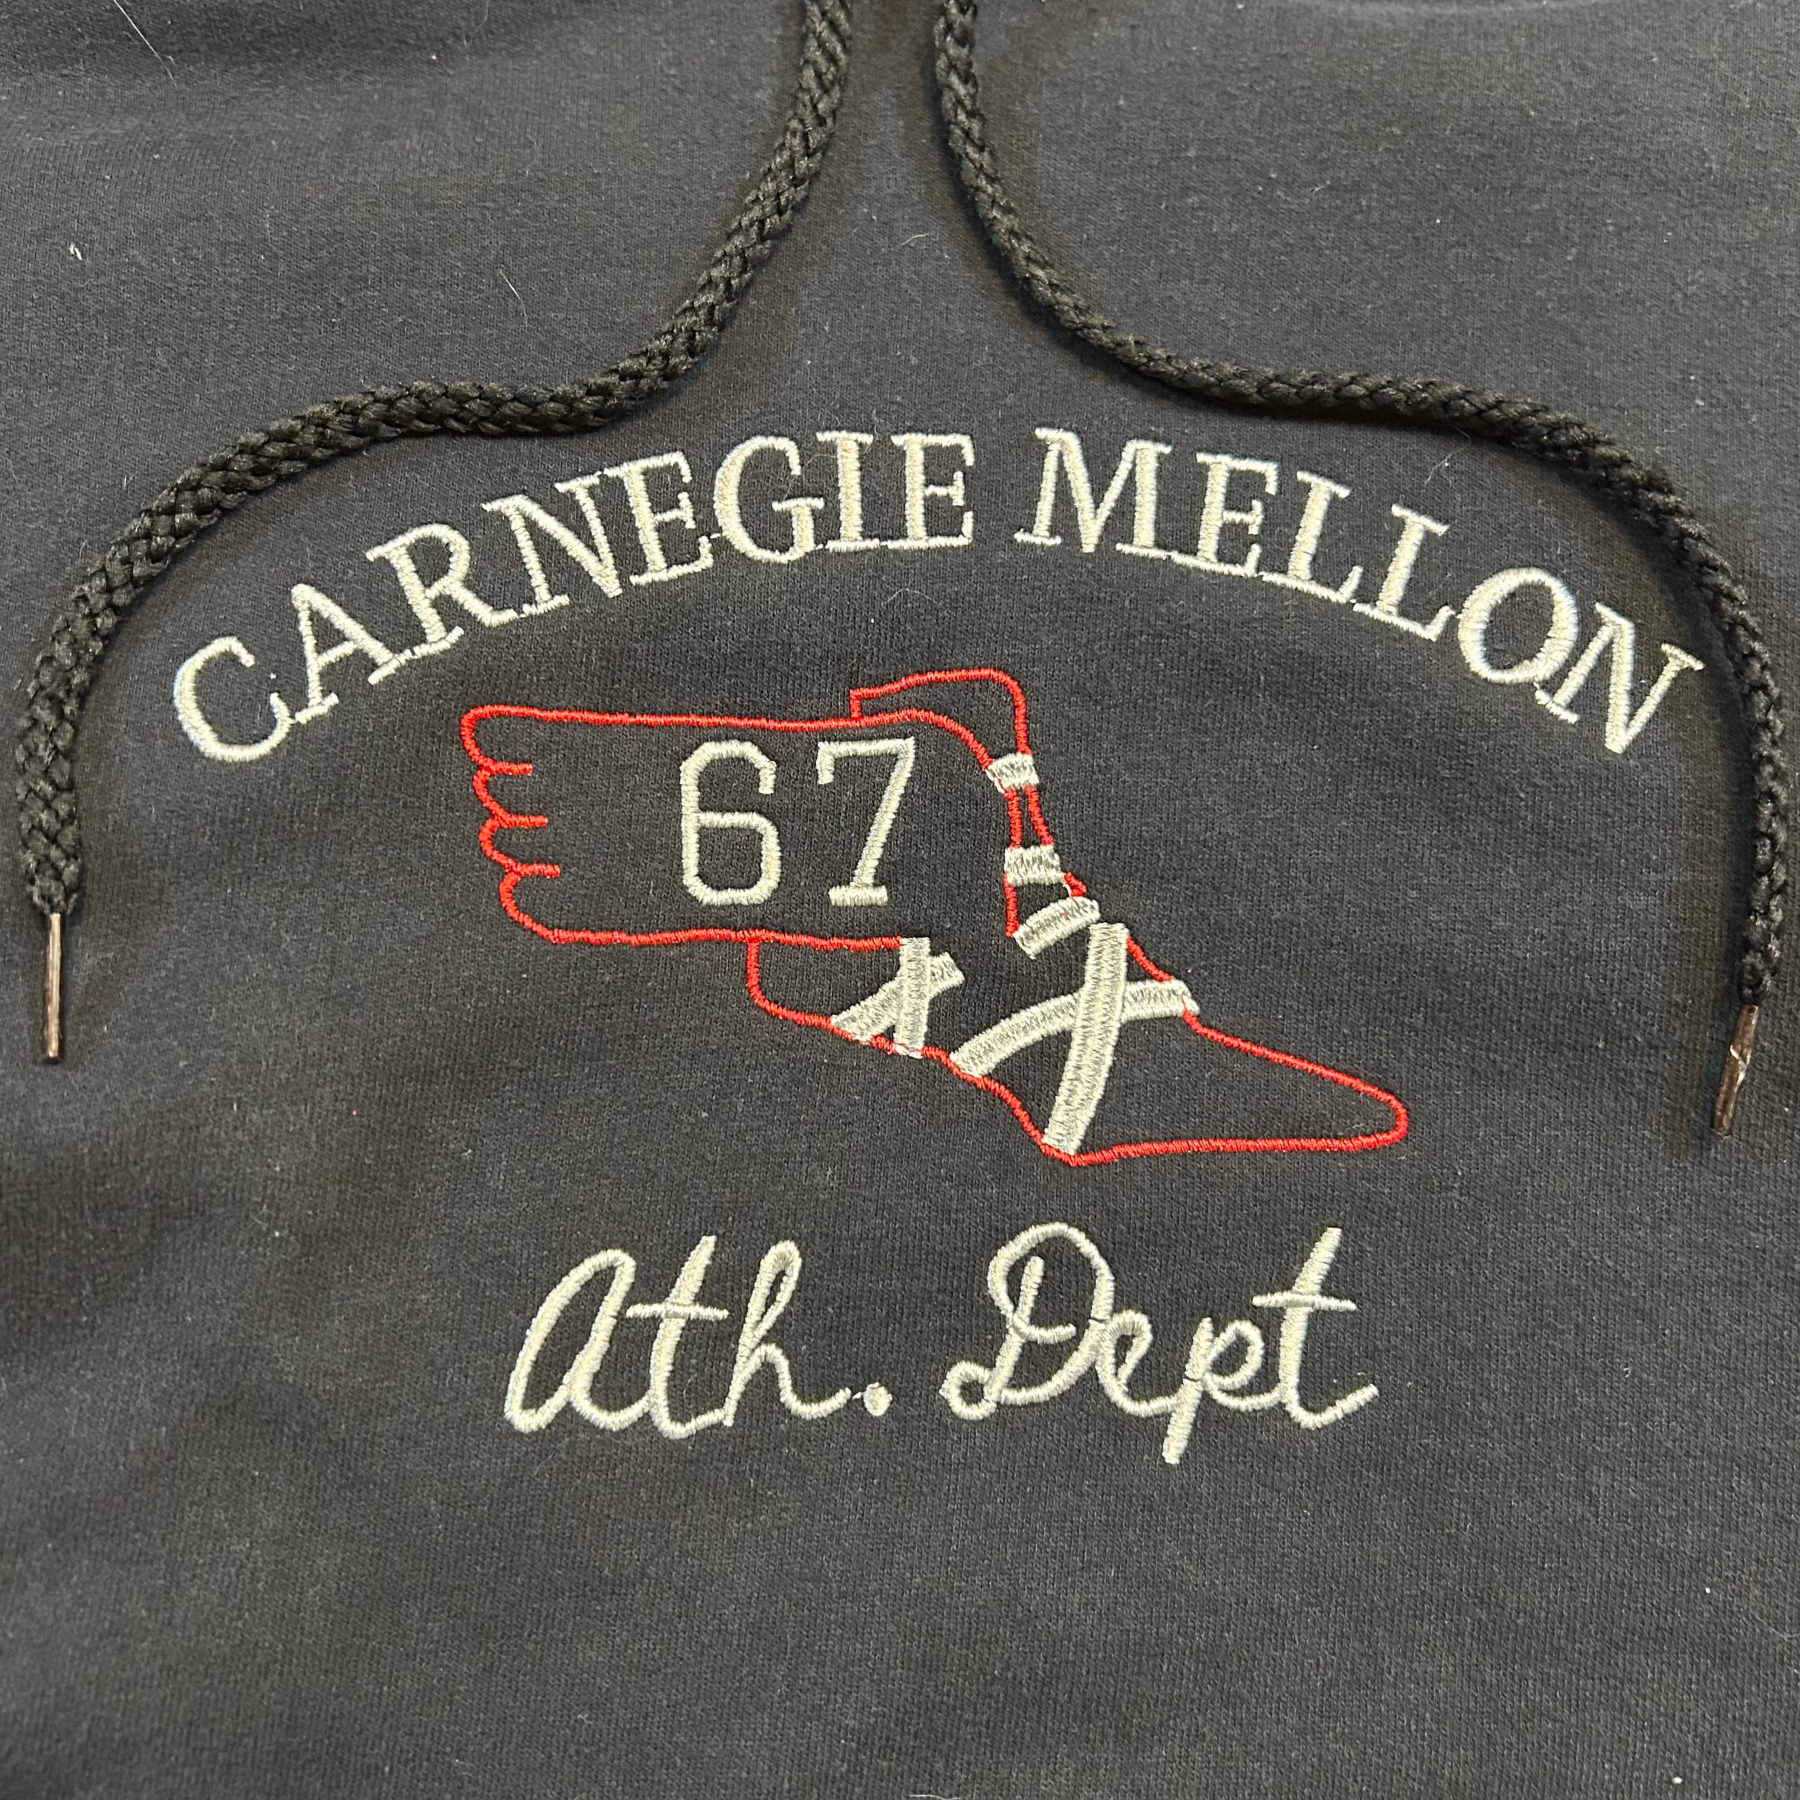 CARNEGIE MELLON
67
Ath. Dept